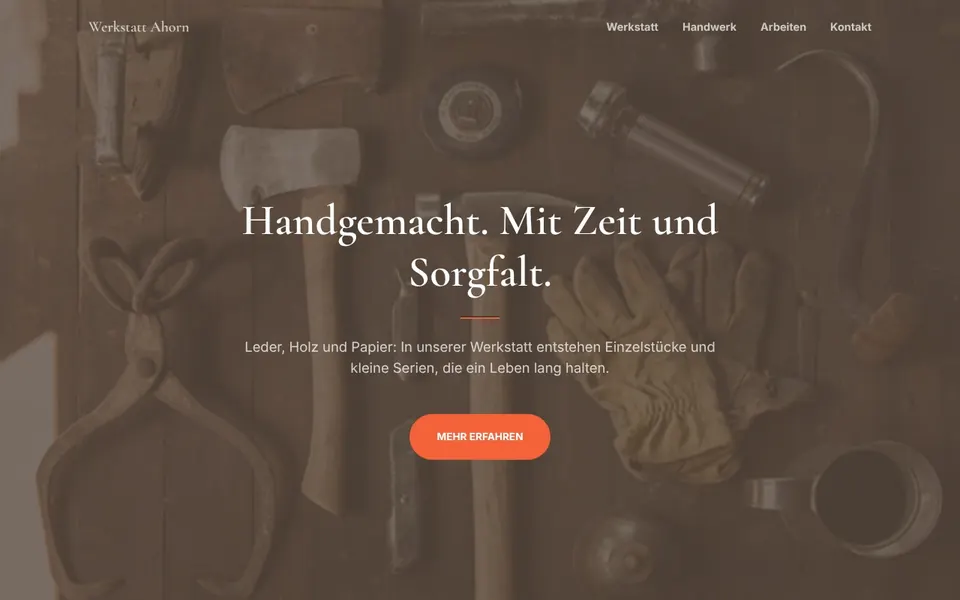 Werkstatt Ahorn
Werkstatt Handwerk Arbeiten Kontakt
Handgemacht. Mit Zeit und
Sorgfalt.
Leder, Holz und Papier: In unserer Werkstatt entstehen Einzelstücke und
kleine Serien, die ein Leben lang halten.
MEHR ERFAHREN